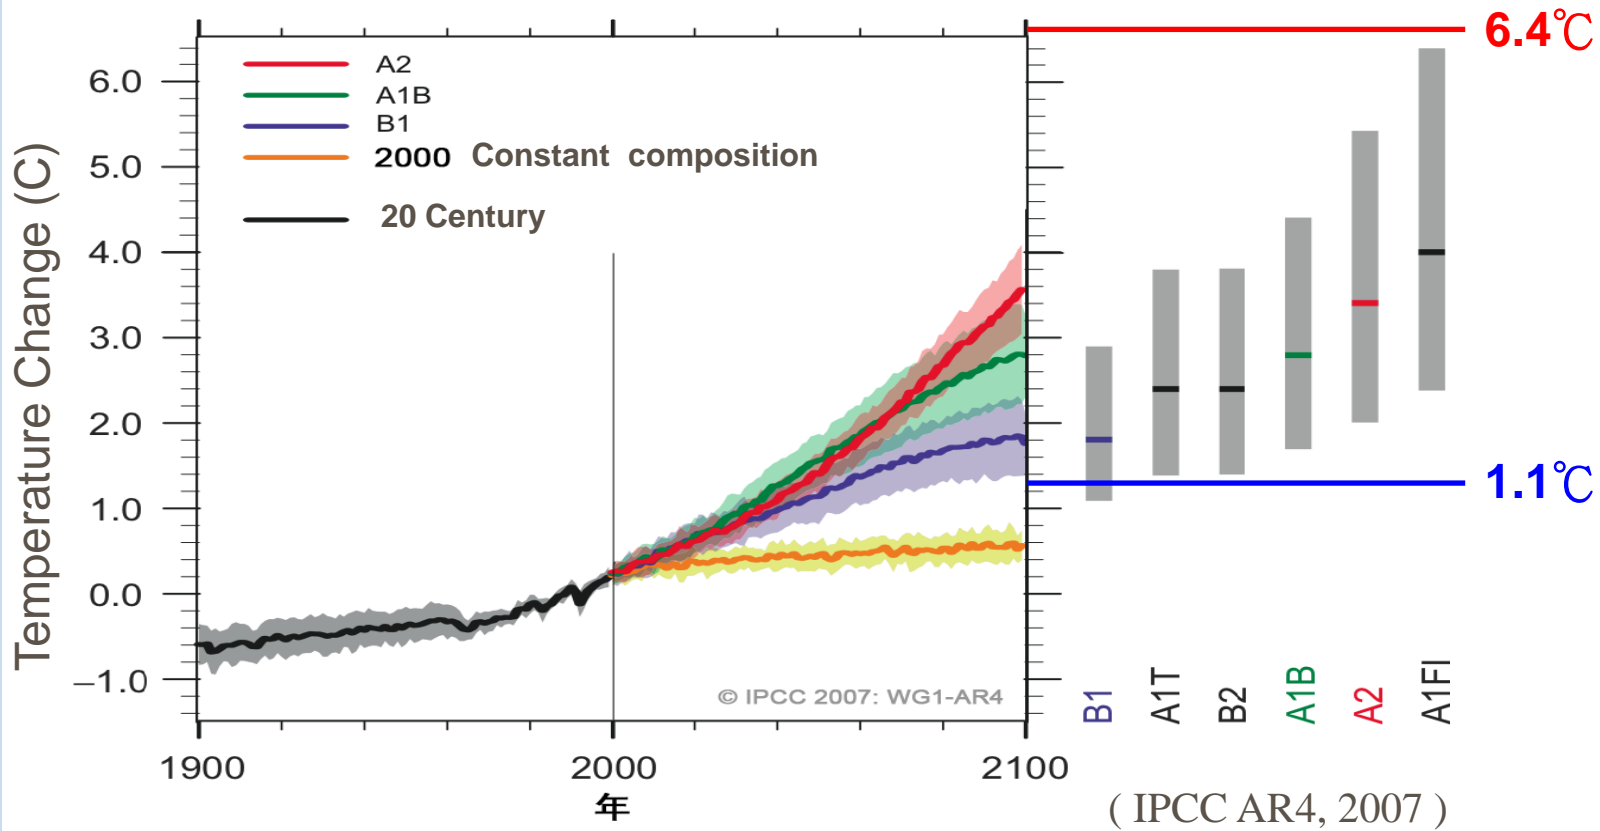 6.4℃
A2
A1B
B1
2000 Constant composition
20 Century
Temperature Change (C)
6.0
5.0
4.0
3.0
2.0
1.0
0.0
–1.0
1.1℃
© IPCC 2007: WG1-AR4
B1
A1T
B2
A1B
A2
A1FI
1900
2000
2100
年
( IPCC AR4, 2007 )